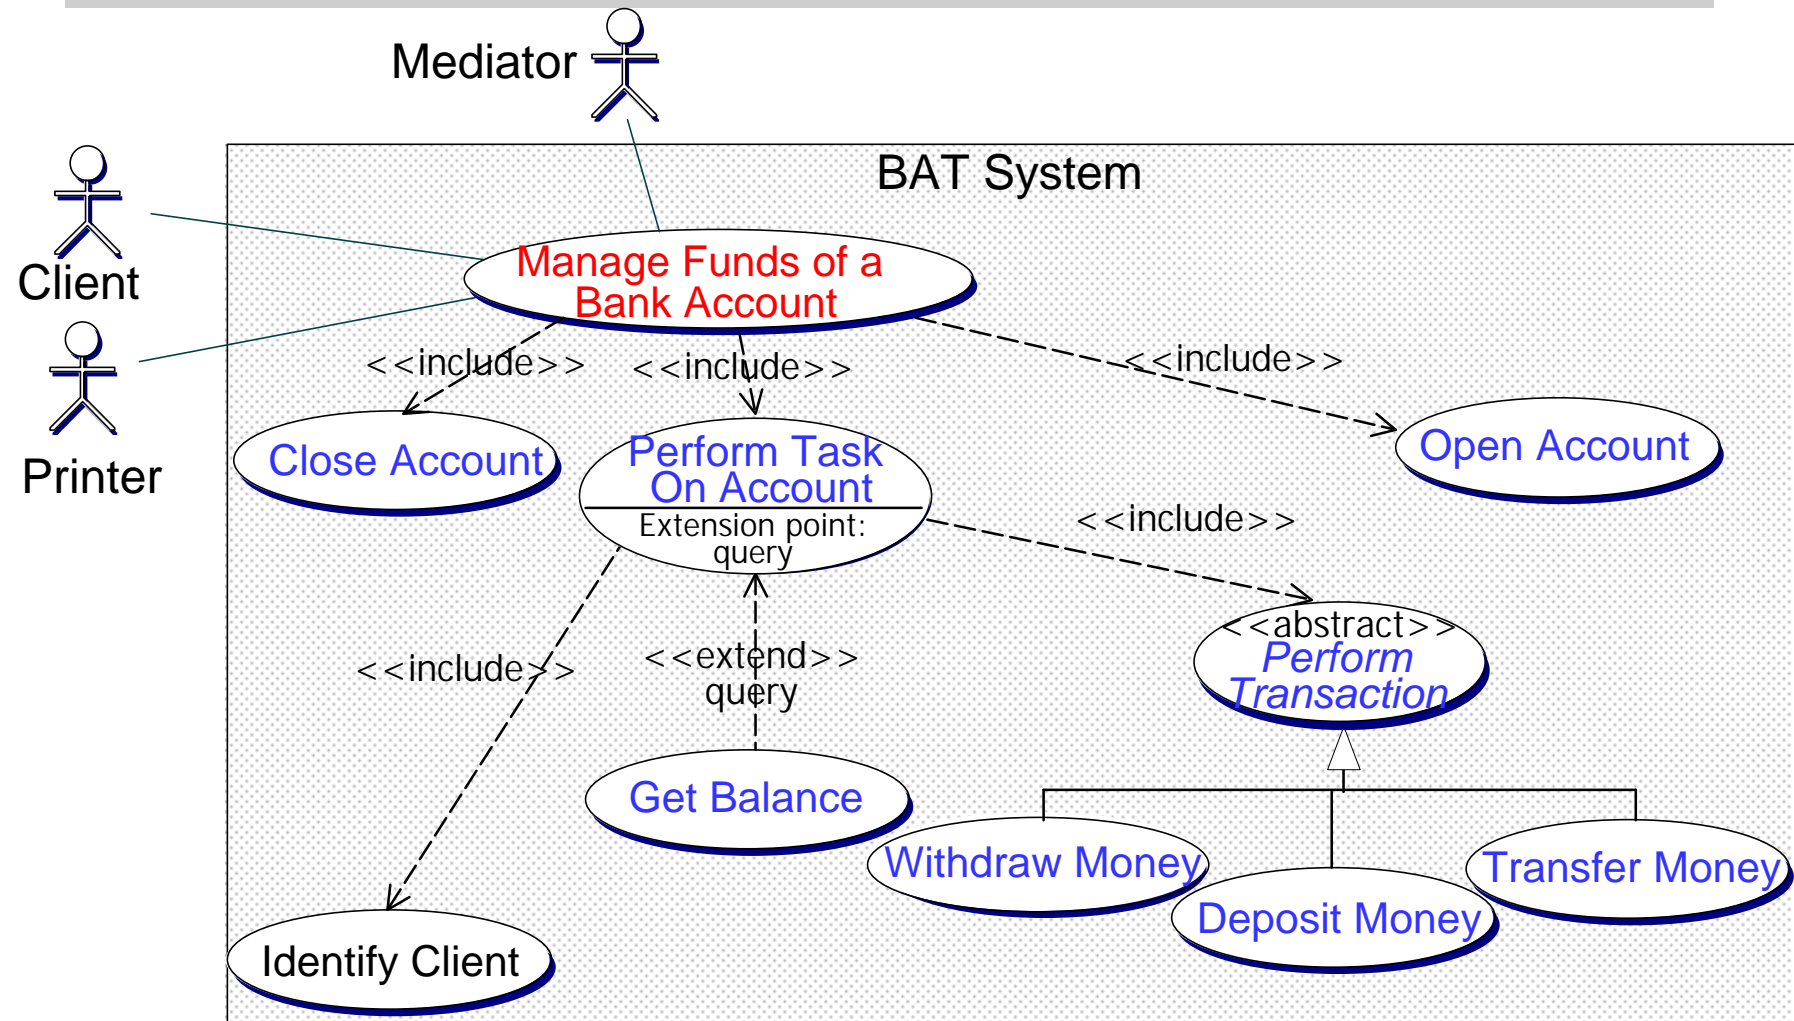 Mediator
BAT System
Client
Manage Funds of a
Bank Account
<<include>>
<<include>>
<<include>>
Printer
Close Account
Perform Task
On Account
Extension point:
query
Open Account
<<include>>
<<abstract>>
Perform
Transaction
<<include>>
<<extend>>
query
Get Balance
Withdraw Money
Deposit Money
Transfer Money
Identify Client